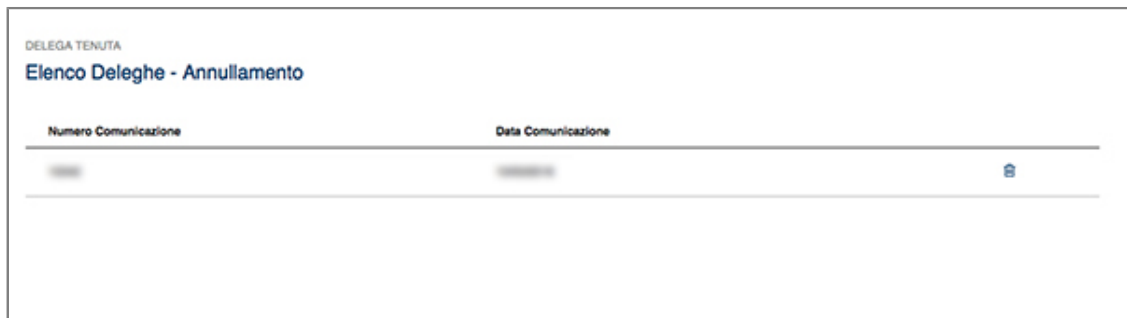 DELEGA TENUTA
Elenco Deleghe - Annullamento
Numero Comunicazione Data Comunicazione